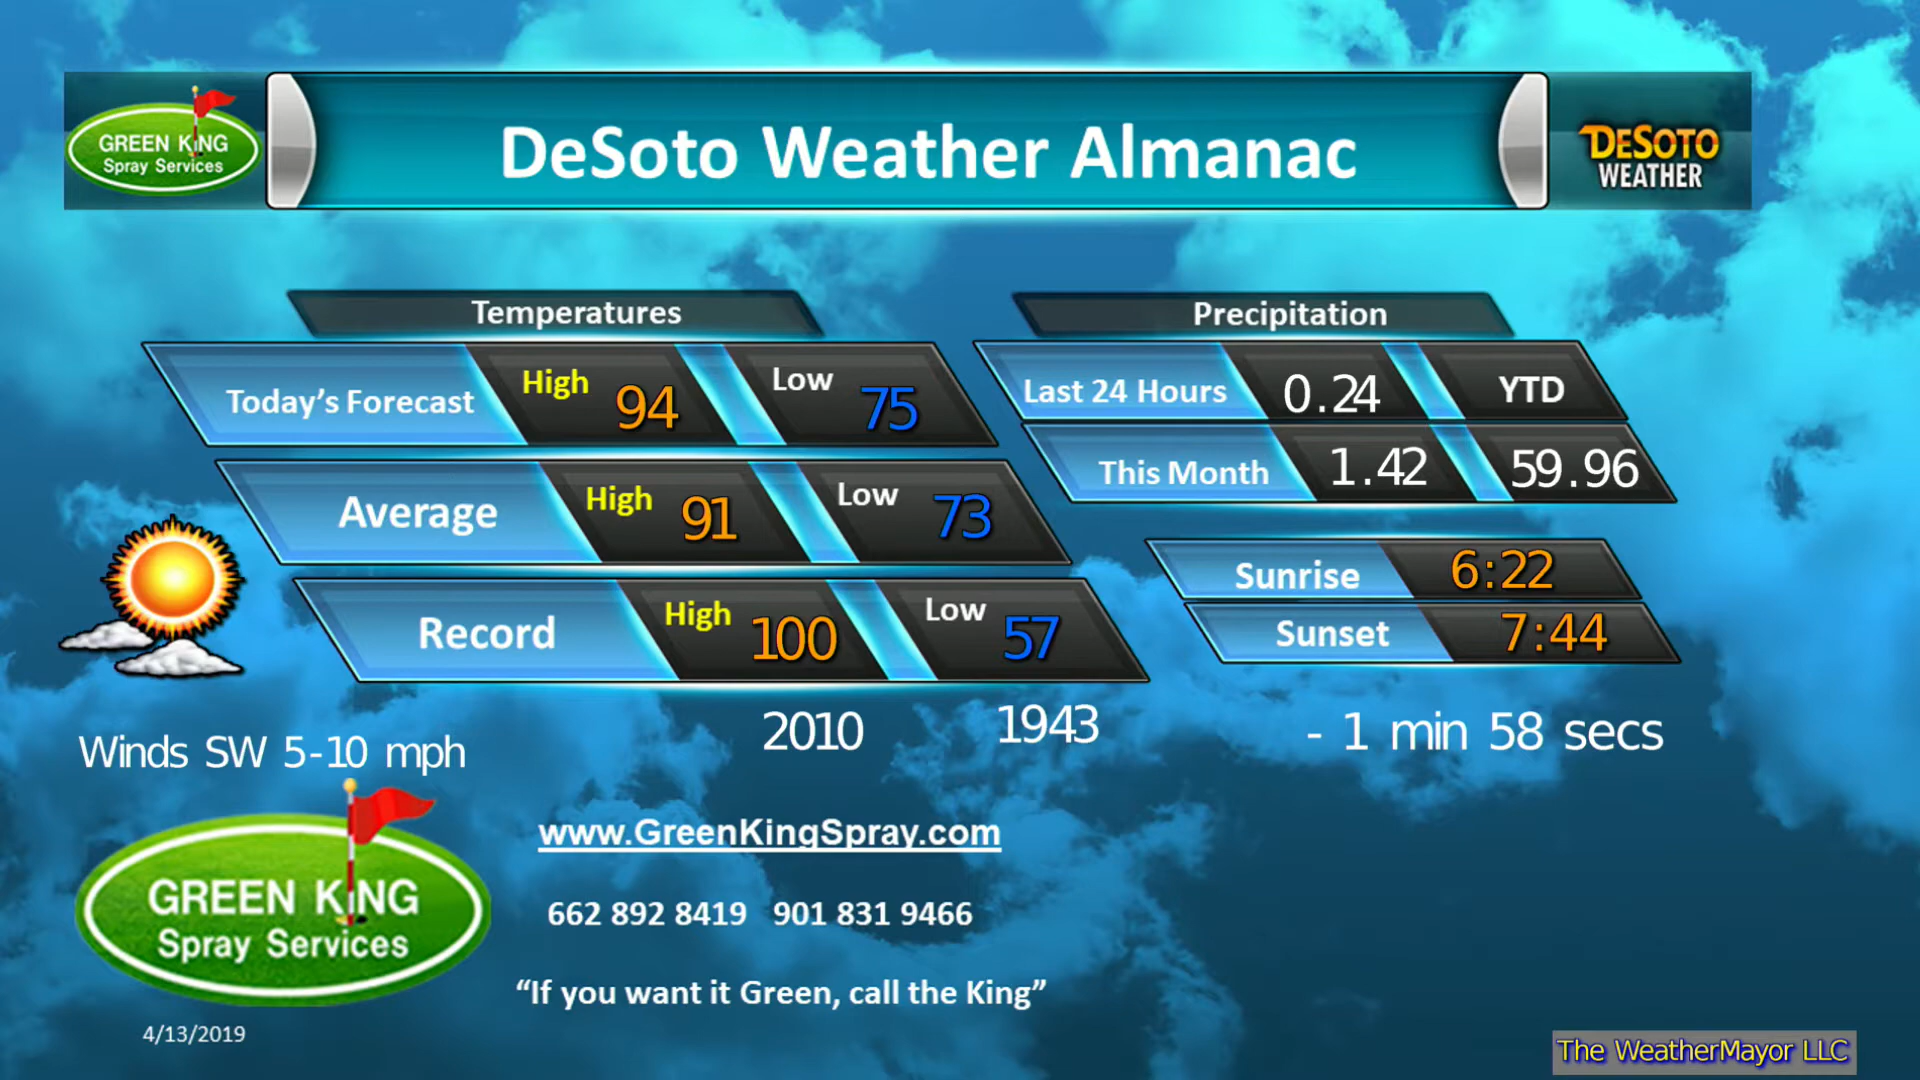 GREEN KING
Spray Services
DeSoto Weather Almanac
DESOTO
WEATHER
Temperatures
Today's Forecast High 94 Low 75
Average High 91 Low 73
Record High 100 Low 57
2010 1943
Precipitation
Last 24 Hours 0.24 YTD
This Month 1.42 59.96
Sunrise 6:22
Sunset 7:44
- 1 min 58 secs
Winds SW 5-10 mph
GREEN KING
Spray Services
www.GreenKingSpray.com
662 892 8419 901 831 9466
“If you want it Green, call the King”
4/13/2019
The WeatherMayor LLC